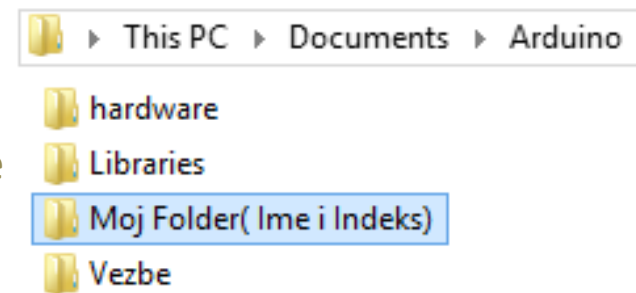 This PC Documents Arduino
hardware
e Libraries
Moj Folder( Ime i Indeks)
Vezbe